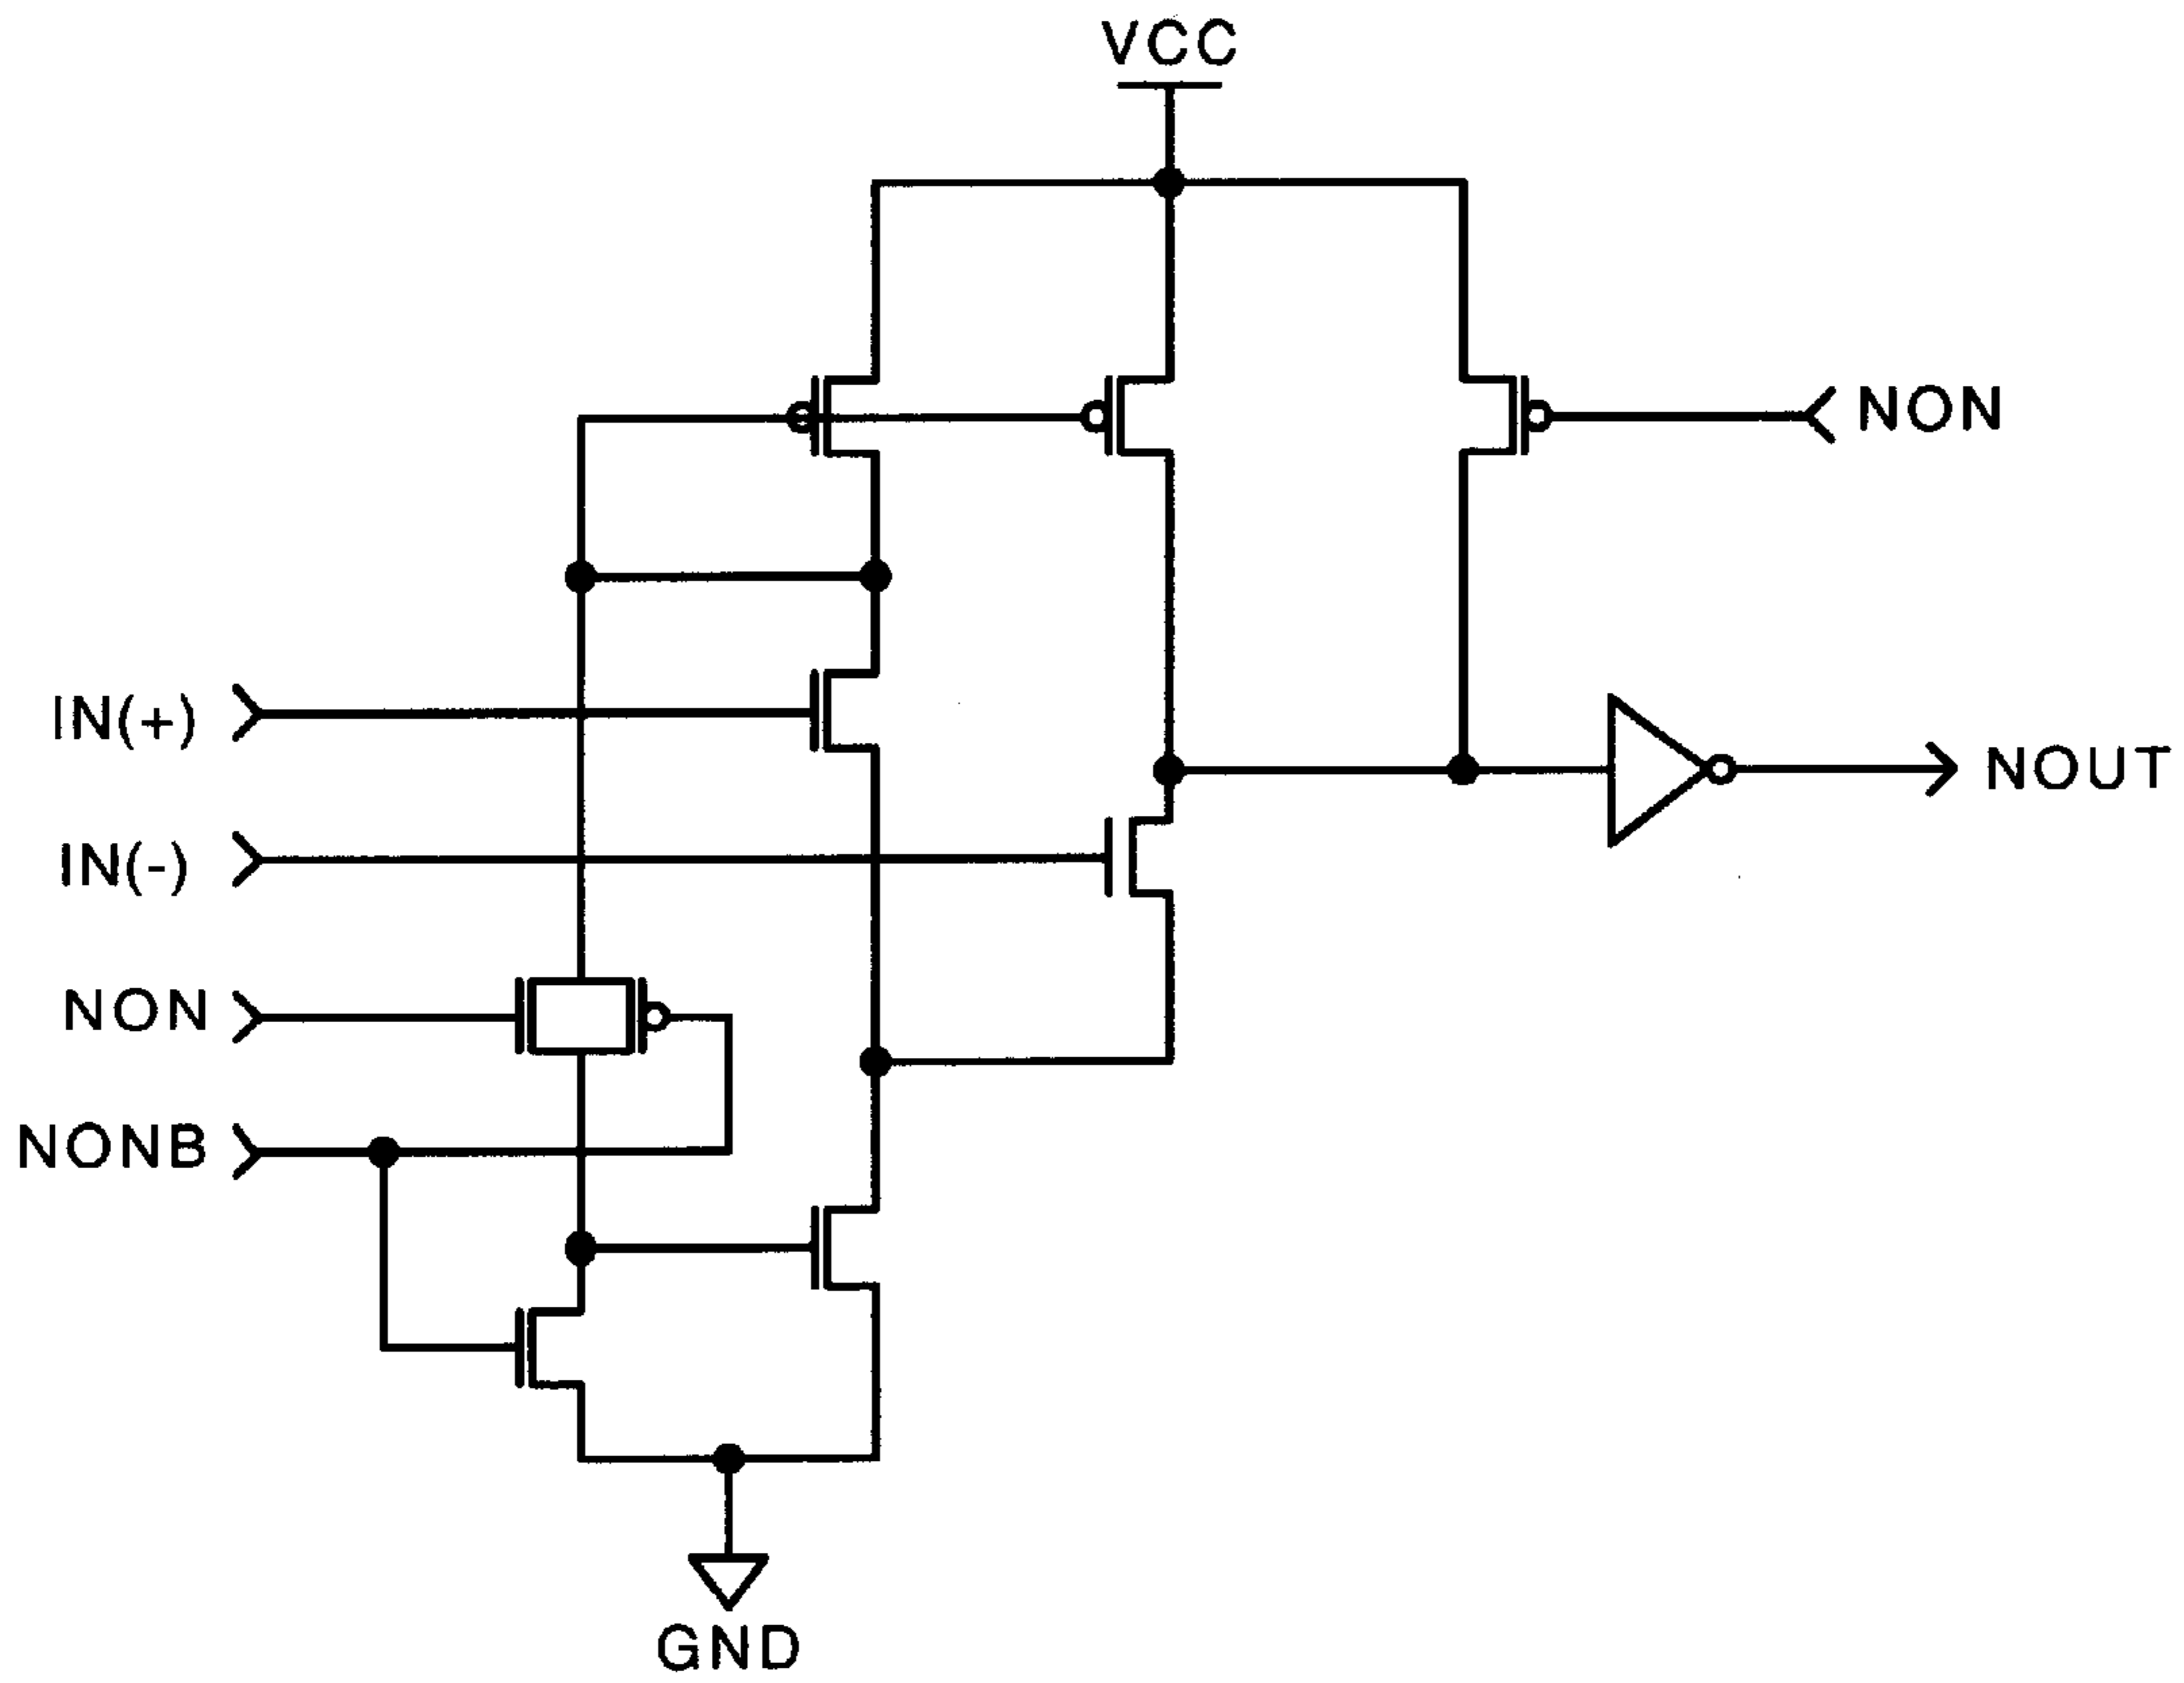 VCC
NON
IN(+)
NOUT
IN(-)
NON
NONB
GND